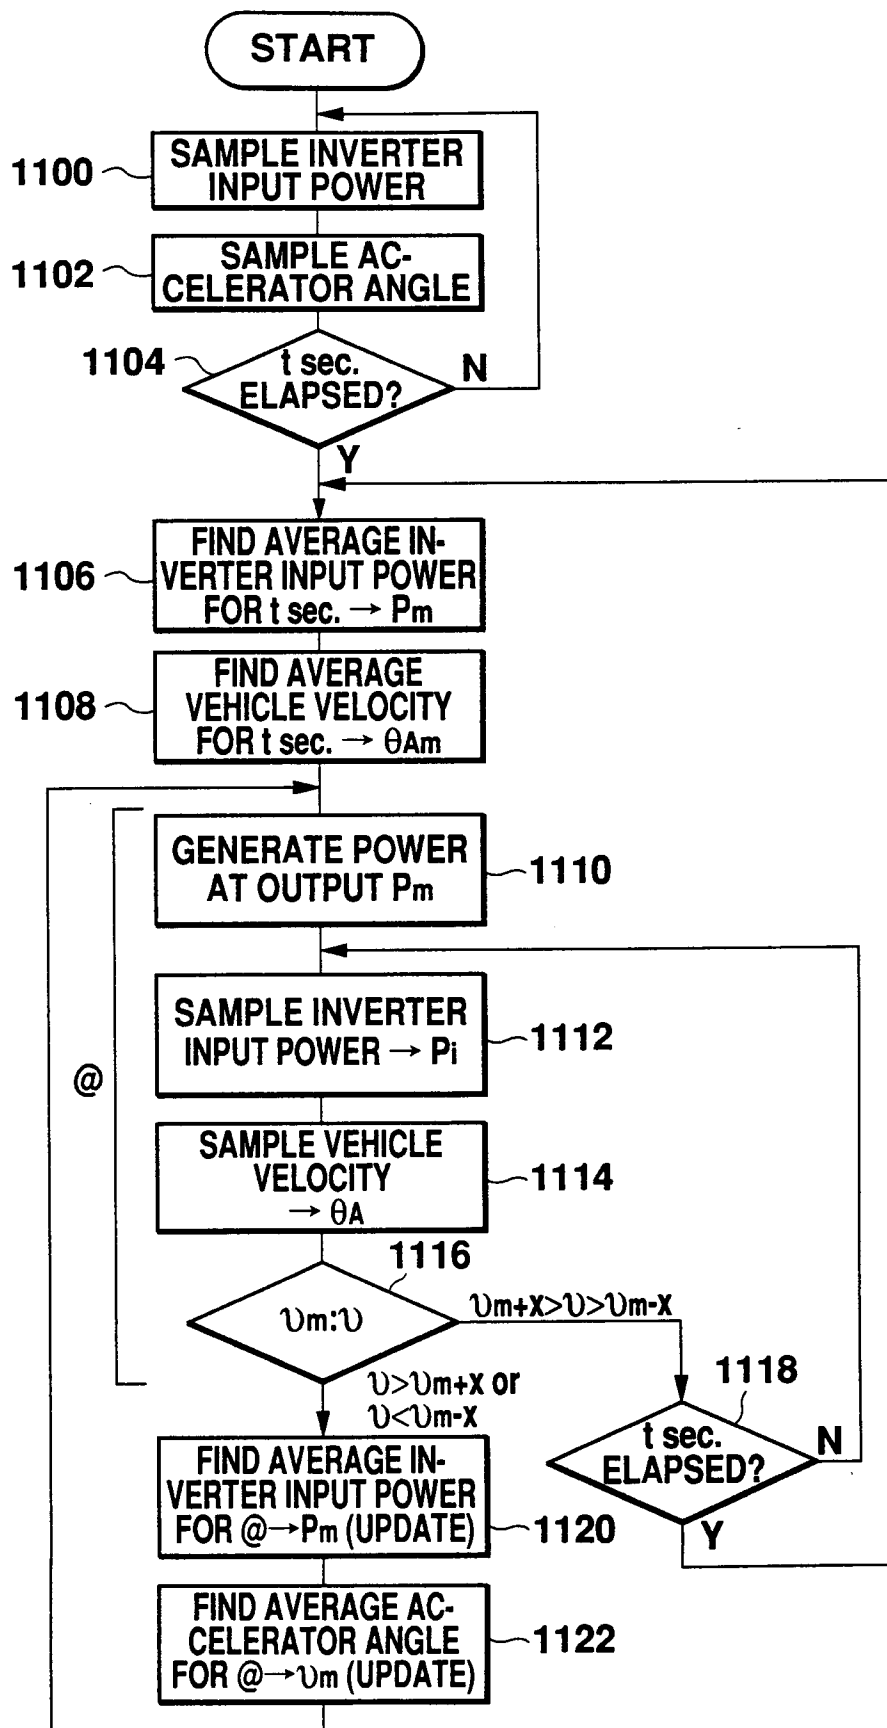 START
1100
SAMPLE INVERTER
INPUT POWER
1102
SAMPLE AC-
CELERATOR ANGLE
1104
t sec.
ELAPSED?
N
Y
1106
FIND AVERAGE IN-
VERTER INPUT POWER
FOR t sec. → Pm
1108
FIND AVERAGE
VEHICLE VELOCITY
FOR t sec. → θAm
GENERATE POWER
AT OUTPUT Pm
1110
@
SAMPLE INVERTER
INPUT POWER → Pi
1112
SAMPLE VEHICLE
VELOCITY
→ θA
1114
1116
υm:υ
υm+x>υ>υm-x
υ>υm+x or
υ<υm-x
1118
t sec.
ELAPSED?
N
Y
FIND AVERAGE IN-
VERTER INPUT POWER
FOR @→Pm (UPDATE)
1120
FIND AVERAGE AC-
CELERATOR ANGLE
FOR @→υm (UPDATE)
1122